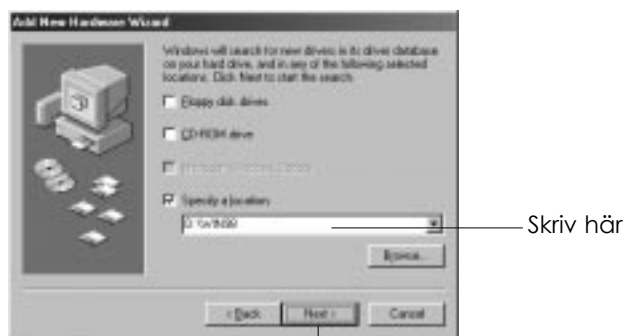 Add New Hardware Wizard
Windows will search for new drivers in its driver database
on your hard drive, and in any of the following selected
locations. Click Next to start the search.
Floppy disk drives
CD-ROM drive
Specify a location:
D:\WIN98
Skriv här
Browse...
< Back
Next >
Cancel